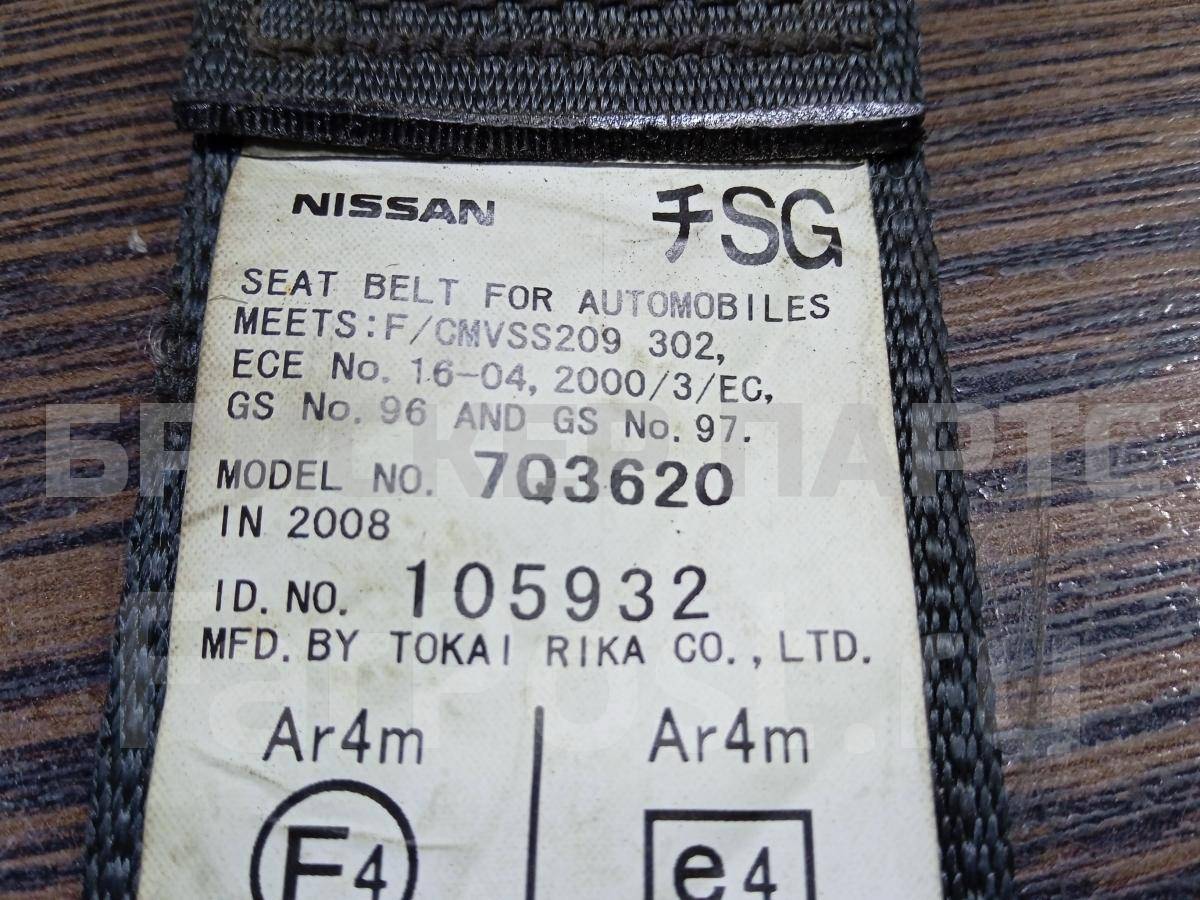 NISSAN チSG
SEAT BELT FOR AUTOMOBILES
MEETS:F/CMVSS209 302,
ECE No. 16-04, 2000/3/EC,
GS No. 96 AND GS No. 97.
MODEL NO. 7Q3620
IN 2008
ID. NO. 105932
MFD. BY TOKAI RIKA CO., LTD.
Ar4m Ar4m
E4 e4
FarPost.ru